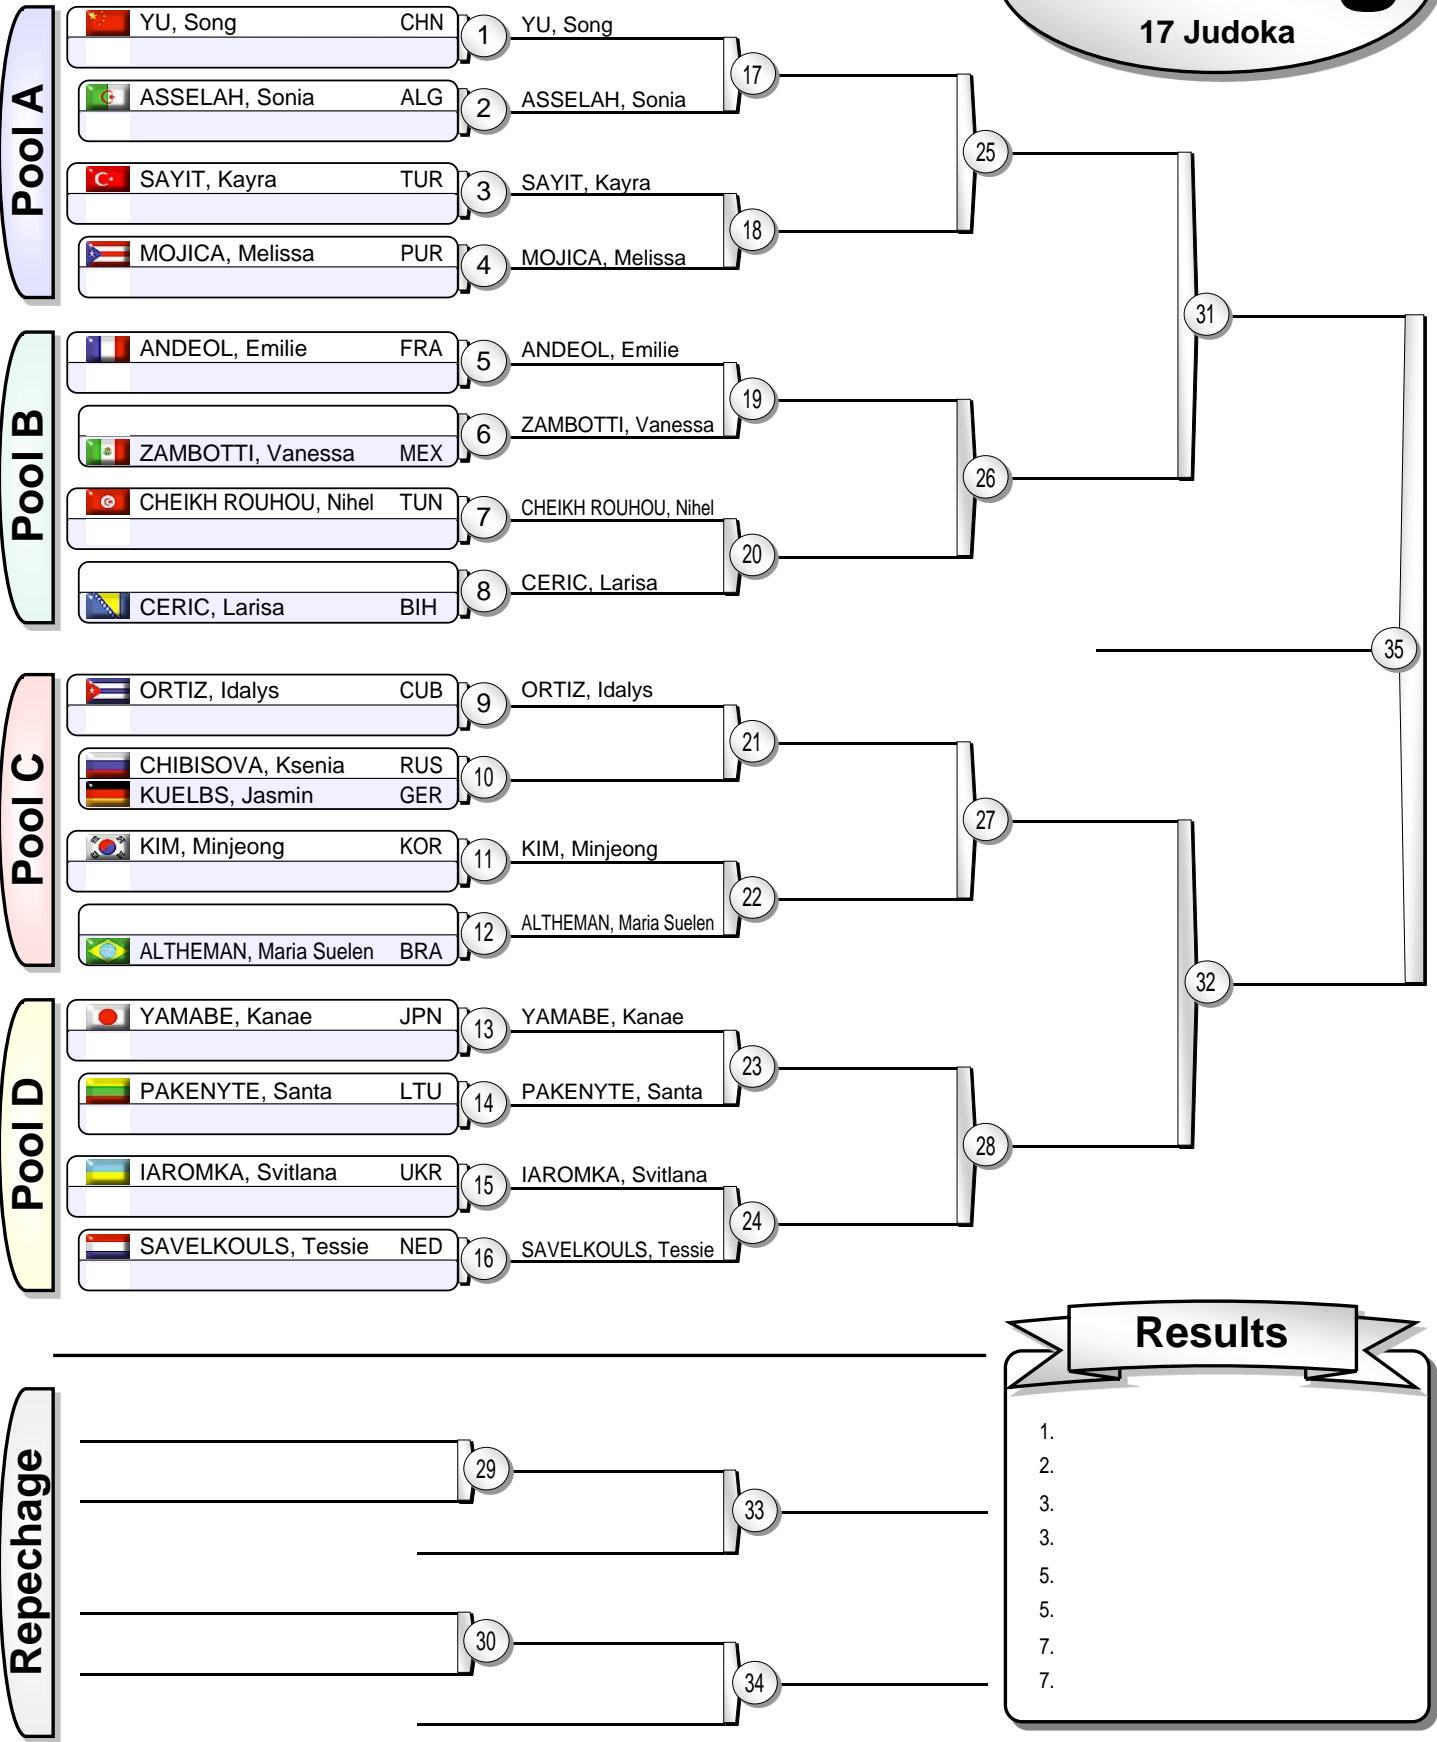 17 Judoka
Pool A
YU, Song CHN 1 YU, Song
17
ASSELAH, Sonia ALG 2 ASSELAH, Sonia
25
SAYIT, Kayra TUR 3 SAYIT, Kayra
18
MOJICA, Melissa PUR 4 MOJICA, Melissa
31
Pool B
ANDEOL, Emilie FRA 5 ANDEOL, Emilie
19
6 ZAMBOTTI, Vanessa
ZAMBOTTI, Vanessa MEX
26
CHEIKH ROUHOU, Nihel TUN 7 CHEIKH ROUHOU, Nihel
20
8 CERIC, Larisa
CERIC, Larisa BIH
35
Pool C
ORTIZ, Idalys CUB 9 ORTIZ, Idalys
21
CHIBISOVA, Ksenia RUS 10
KUELBS, Jasmin GER
27
KIM, Minjeong KOR 11 KIM, Minjeong
22
12 ALTHEMAN, Maria Suelen
ALTHEMAN, Maria Suelen BRA
32
Pool D
YAMABE, Kanae JPN 13 YAMABE, Kanae
23
PAKENYTE, Santa LTU 14 PAKENYTE, Santa
28
IAROMKA, Svitlana UKR 15 IAROMKA, Svitlana
24
SAVELKOULS, Tessie NED 16 SAVELKOULS, Tessie
Repechage
29
33
30
34
Results
1.
2.
3.
3.
5.
5.
7.
7.